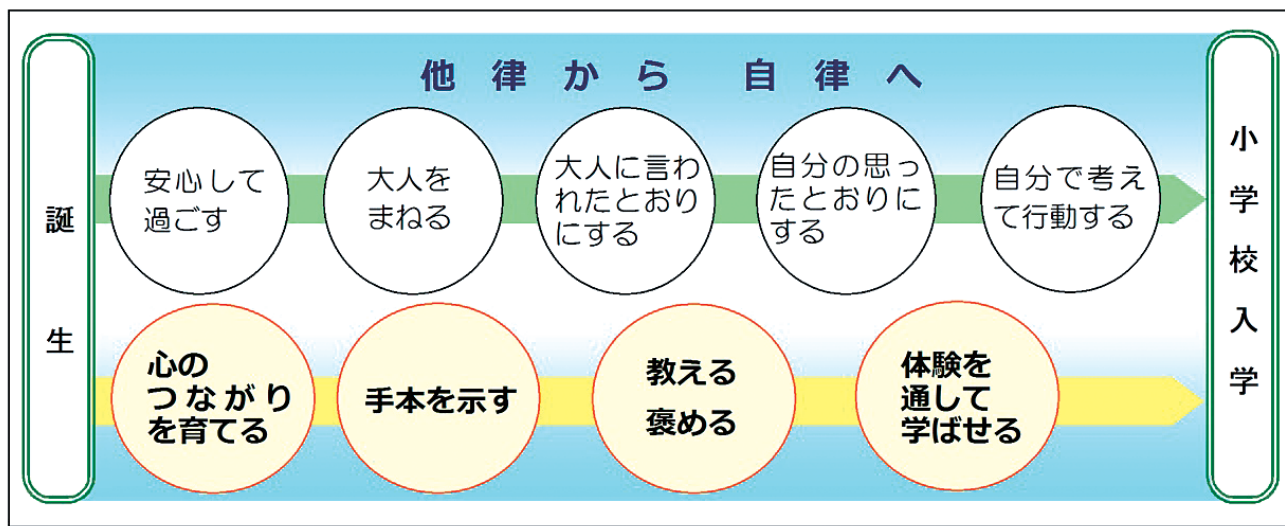 他律から 自律へ
誕生
安心して
過ごす
大人を
まねる
大人に言わ
れたとおり
にする
自分の思っ
たとおりに
する
自分で考え
て行動する
心の
つながり
を育てる
手本を示す
教える
褒める
体験を
通して
学ばせる
小学校入学